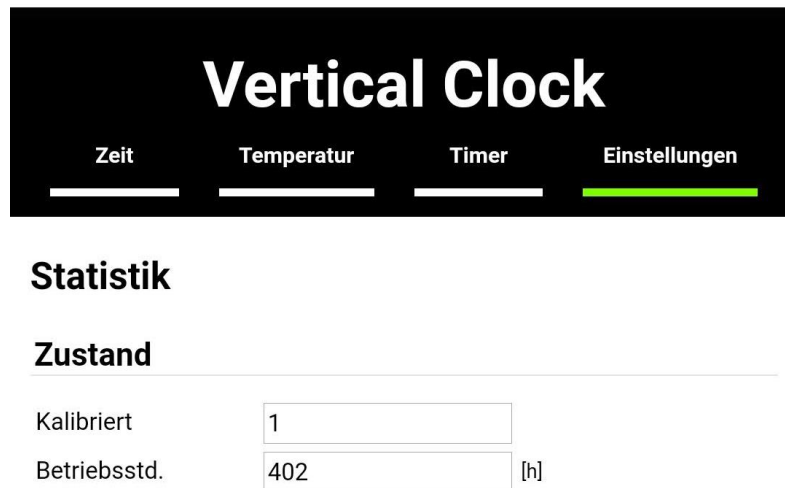 Vertical Clock
Zeit Temperatur Timer Einstellungen
Statistik
Zustand
Kalibriert 1
Betriebsstd. 402 [h]